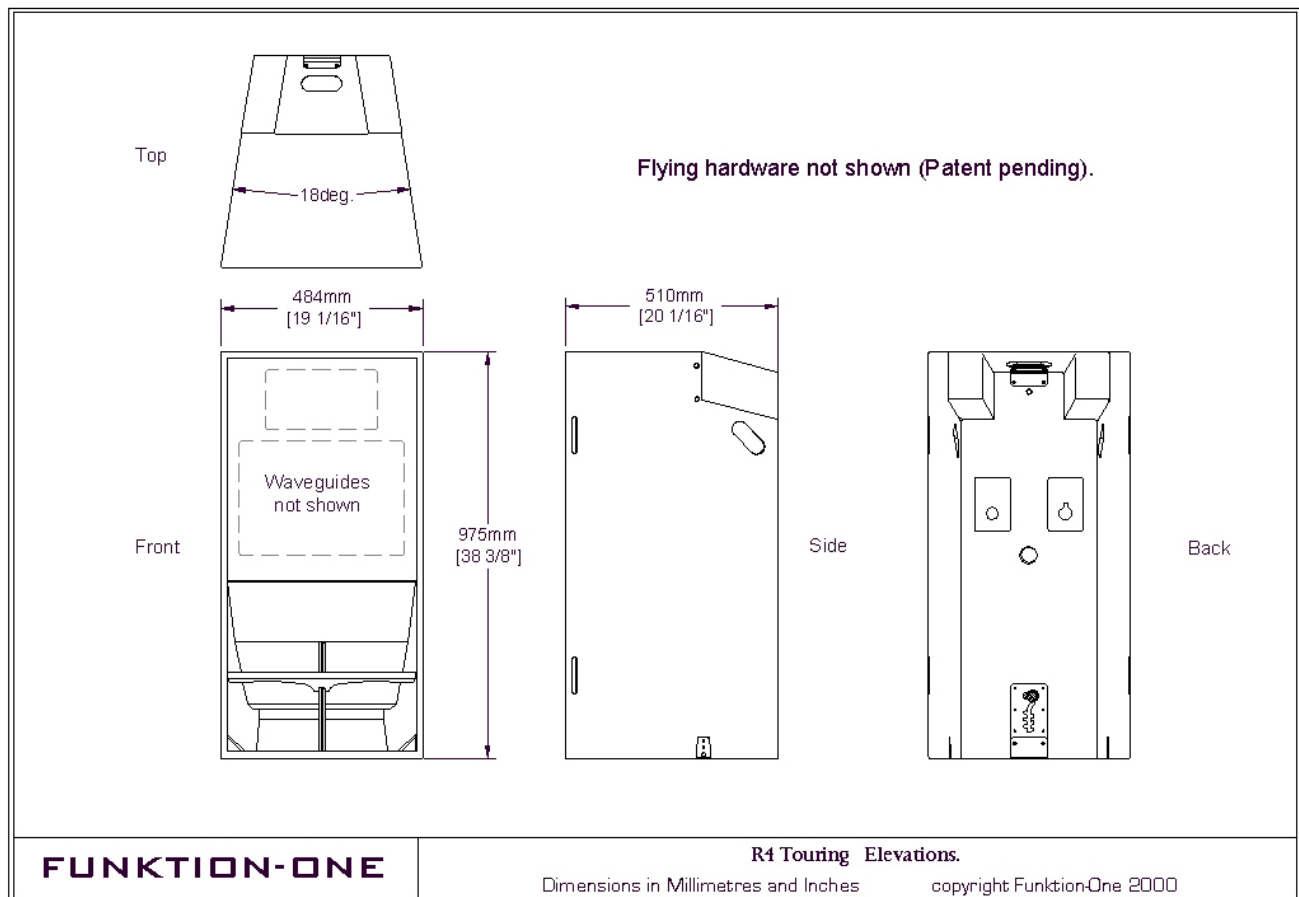 Top
18deg.
Flying hardware not shown (Patent pending).
484mm
[19 1/16"]
510mm
[20 1/16"]
Waveguides
not shown
Front
975mm
[38 3/8"]
Side
Back
FUNKTION-ONE
R4 Touring Elevations.
Dimensions in Millimetres and Inches
copyright Funktion-One 2000